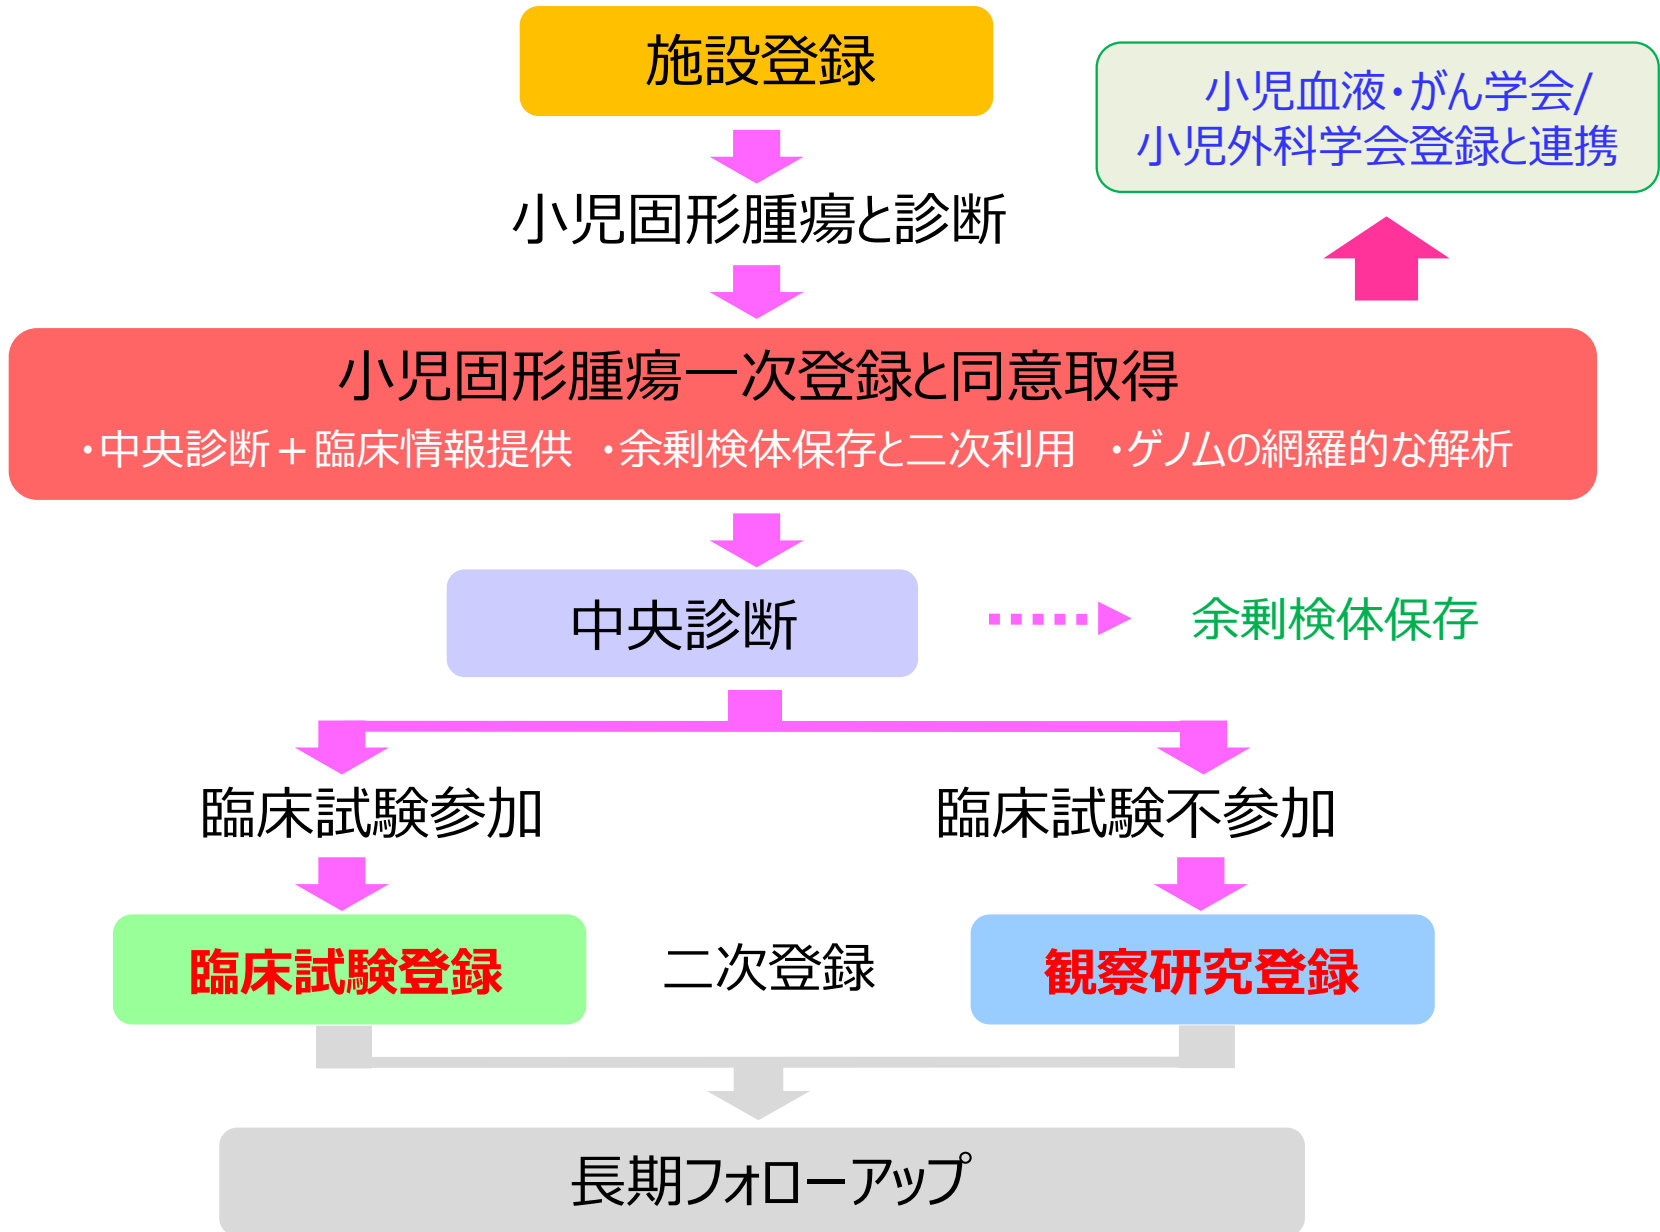 施設登録
小児血液・がん学会/
小児外科学会登録と連携
小児固形腫瘍と診断
小児固形腫瘍一次登録と同意取得
・中央診断＋臨床情報提供 ・余剰検体保存と二次利用 ・ゲノムの網羅的な解析
中央診断
余剰検体保存
臨床試験参加
臨床試験不参加
臨床試験登録
二次登録
観察研究登録
長期フォローアップ